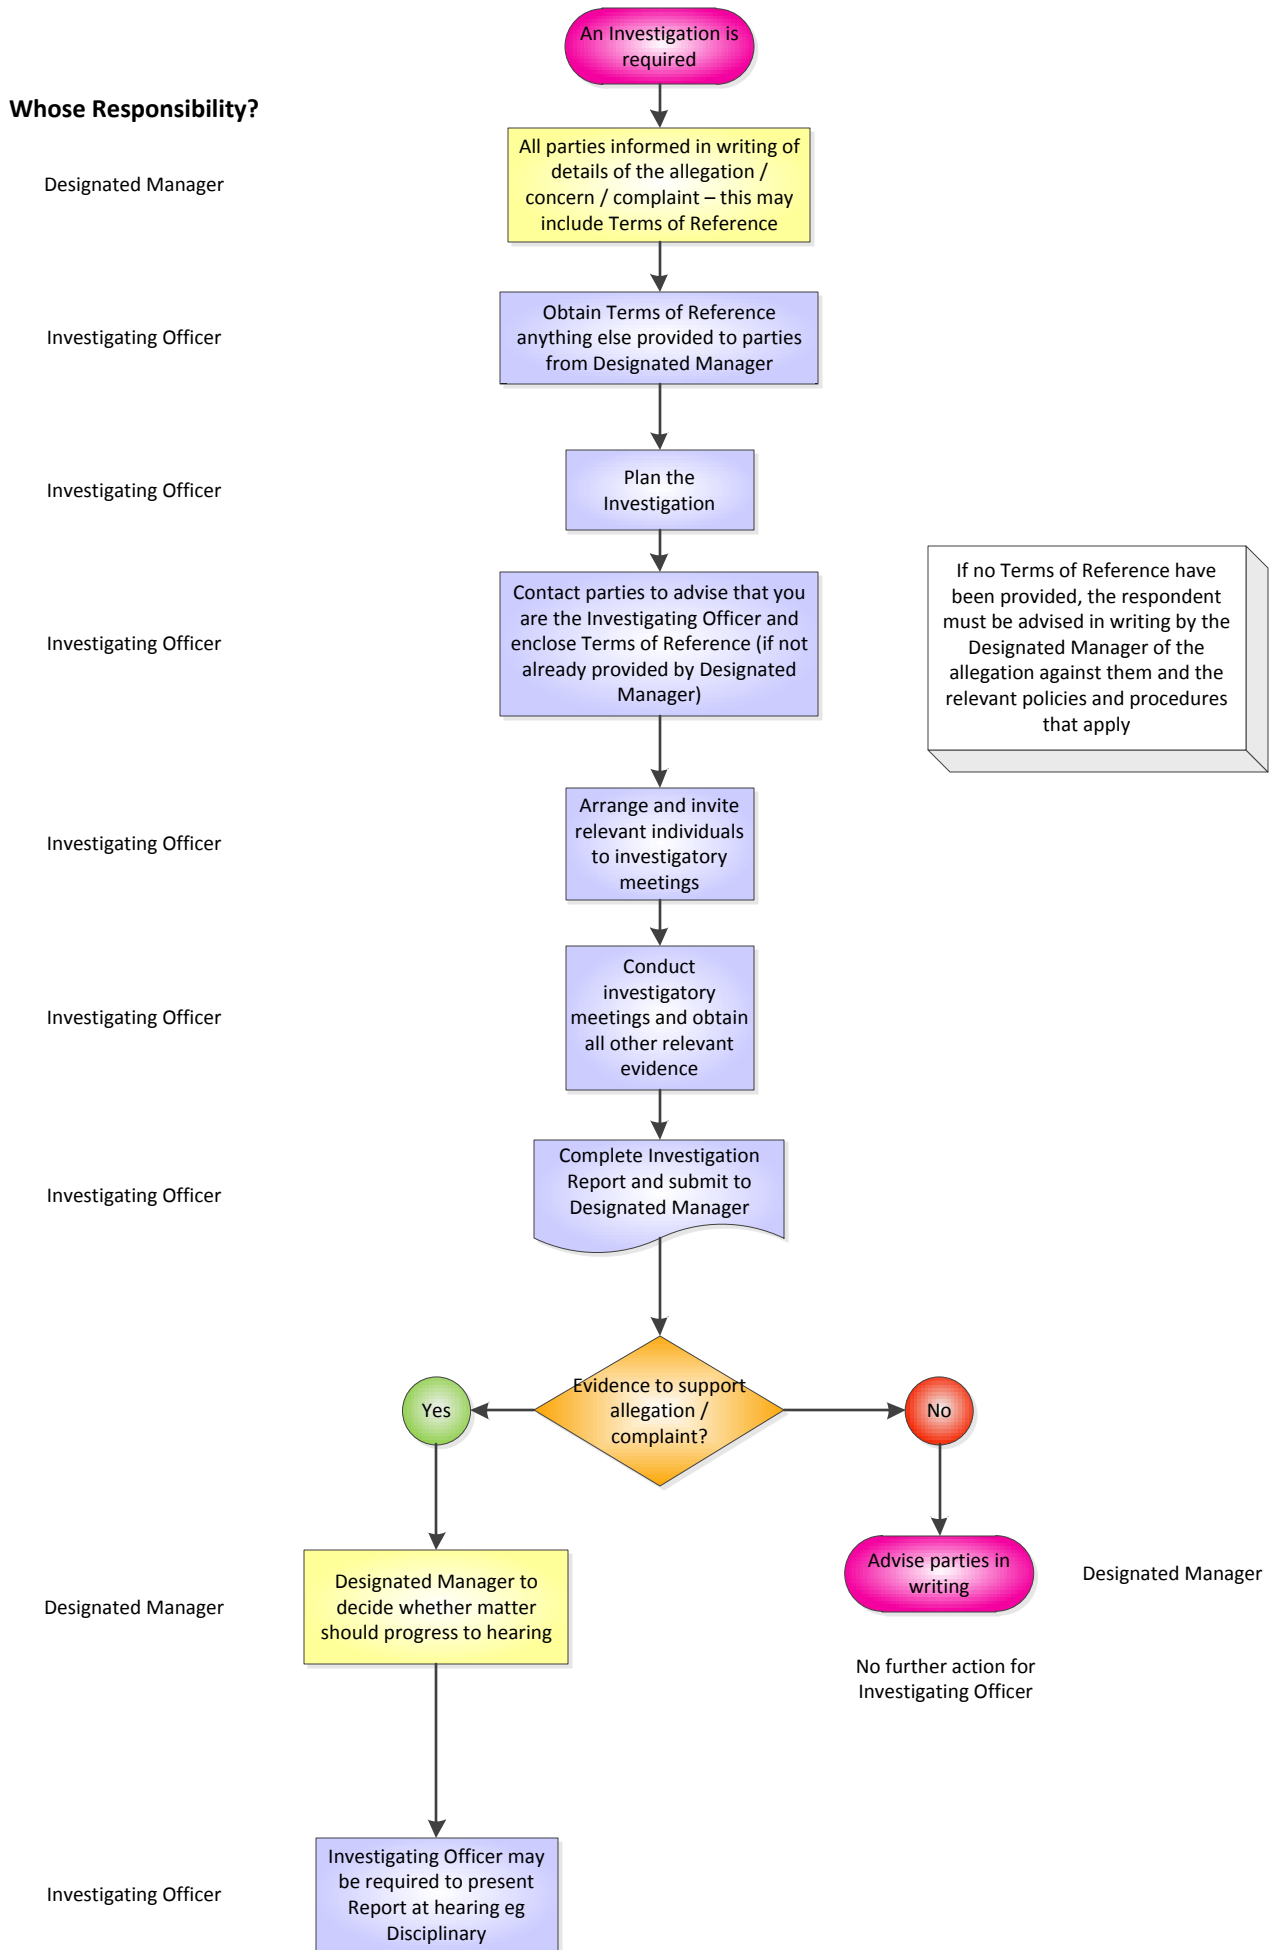 An Investigation is
required
Whose Responsibility?
Designated Manager
All parties informed in writing of
details of the allegation /
concern / complaint – this may
include Terms of Reference
Investigating Officer
Obtain Terms of Reference
anything else provided to parties
from Designated Manager
Investigating Officer
Plan the
Investigation
Investigating Officer
Contact parties to advise that you
are the Investigating Officer and
enclose Terms of Reference (if not
already provided by Designated
Manager)
If no Terms of Reference have
been provided, the respondent
must be advised in writing by the
Designated Manager of the
allegation against them and the
relevant policies and procedures
that apply
Investigating Officer
Arrange and invite
relevant individuals
to investigatory
meetings
Investigating Officer
Conduct
investigatory
meetings and obtain
all other relevant
evidence
Investigating Officer
Complete Investigation
Report and submit to
Designated Manager
Evidence to support
allegation /
complaint?
Yes
No
Designated Manager
Designated Manager to
decide whether matter
should progress to hearing
Advise parties in
writing
Designated Manager
No further action for
Investigating Officer
Investigating Officer
Investigating Officer may
be required to present
Report at hearing eg
Disciplinary